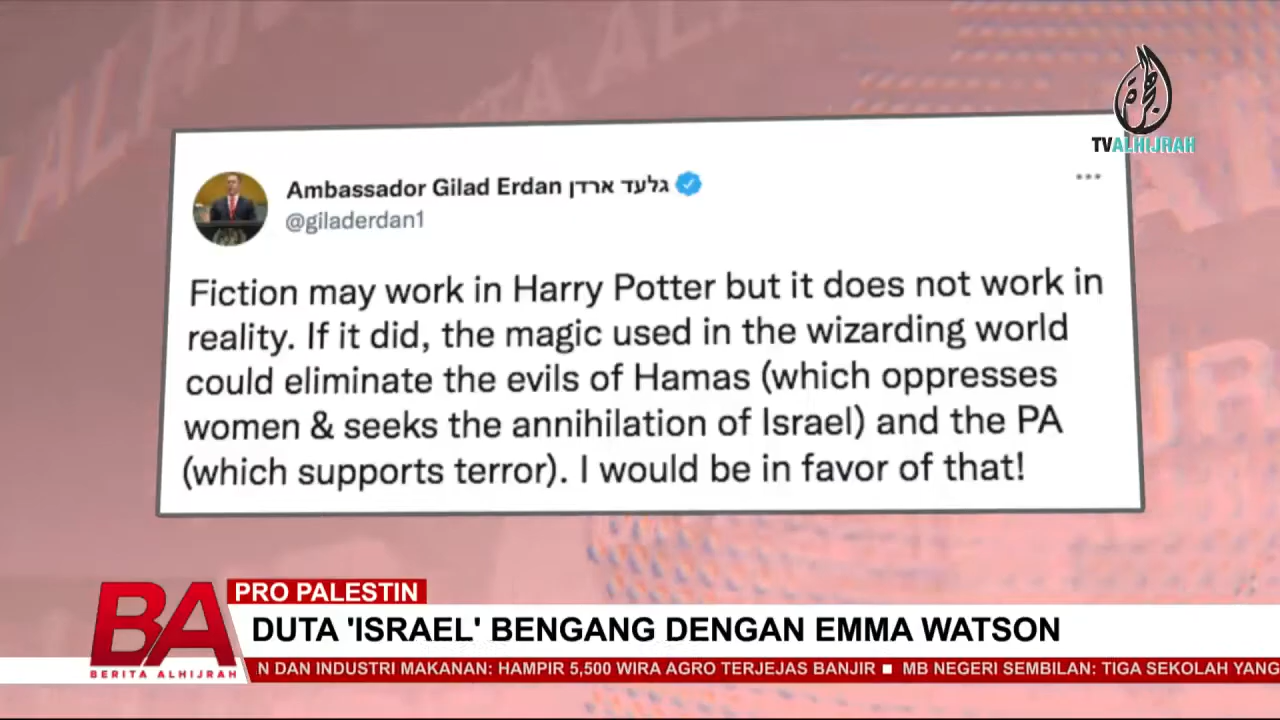 هجرة
TVALHIJRAH
Ambassador Gilad Erdan גלעד ארדן
@giladerdan1
Fiction may work in Harry Potter but it does not work in
reality. If it did, the magic used in the wizarding world
could eliminate the evils of Hamas (which oppresses
women & seeks the annihilation of Israel) and the PA
(which supports terror). I would be in favor of that!
PRO PALESTIN
BA
DUTA 'ISRAEL' BENGANG DENGAN EMMA WATSON
BERITA ALHIJRAH
N DAN INDUSTRI MAKANAN: HAMPIR 5,500 WIRA AGRO TERJEJAS BANJIR ■ MB NEGERI SEMBILAN: TIGA SEKOLAH YANG